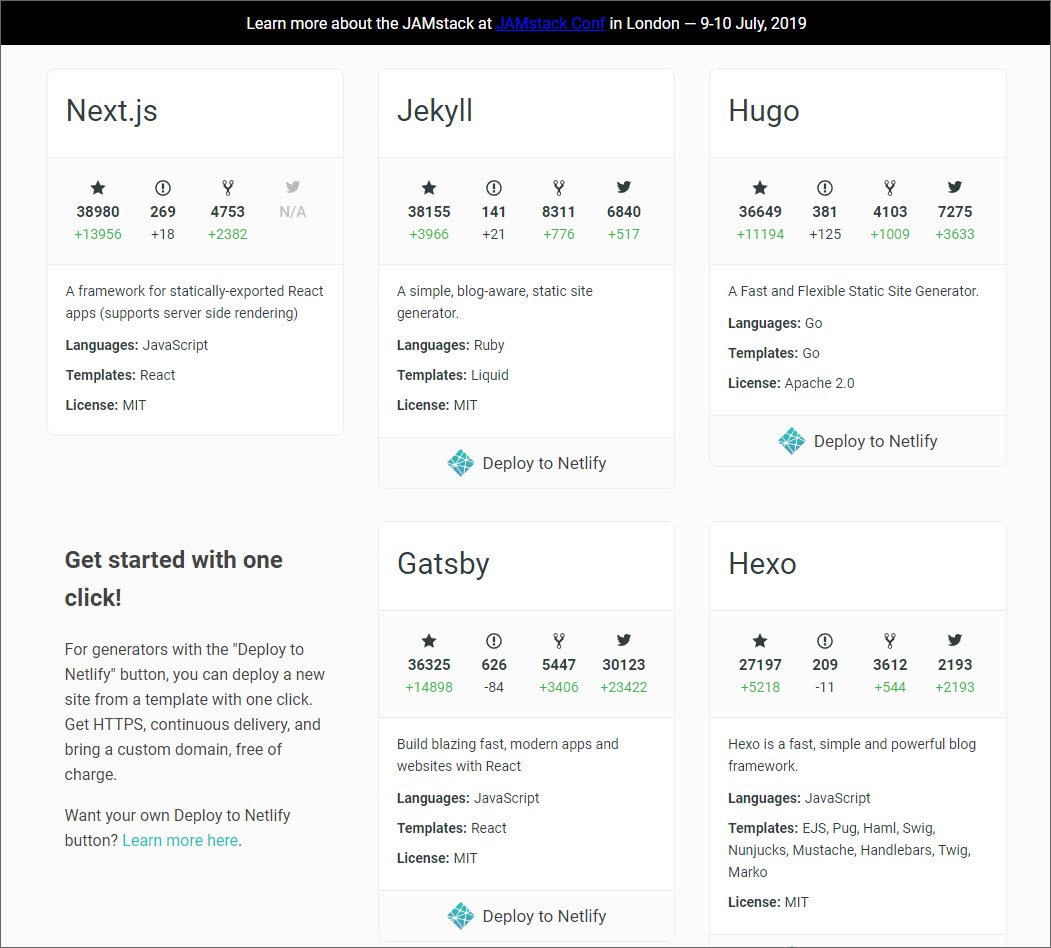 Learn more about the JAMstack at JAMstack Conf in London — 9-10 July, 2019
Next.js
38980 269 4753 N/A
+13956 +18 +2382
A framework for statically-exported React
apps (supports server side rendering)
Languages: JavaScript
Templates: React
License: MIT
Jekyll
38155 141 8311 6840
+3966 +21 +776 +517
A simple, blog-aware, static site
generator.
Languages: Ruby
Templates: Liquid
License: MIT
Deploy to Netlify
Hugo
36649 381 4103 7275
+11194 +125 +1009 +3633
A Fast and Flexible Static Site Generator.
Languages: Go
Templates: Go
License: Apache 2.0
Deploy to Netlify
Get started with one
click!
For generators with the "Deploy to
Netlify" button, you can deploy a new
site from a template with one click.
Get HTTPS, continuous delivery, and
bring a custom domain, free of
charge.
Want your own Deploy to Netlify
button? Learn more here.
Gatsby
36325 626 5447 30123
+14898 -84 +3406 +23422
Build blazing fast, modern apps and
websites with React
Languages: JavaScript
Templates: React
License: MIT
Deploy to Netlify
Hexo
27197 209 3612 2193
+5218 -11 +544 +2193
Hexo is a fast, simple and powerful blog
framework.
Languages: JavaScript
Templates: EJS, Pug, Haml, Swig,
Nunjucks, Mustache, Handlebars, Twig,
Marko
License: MIT